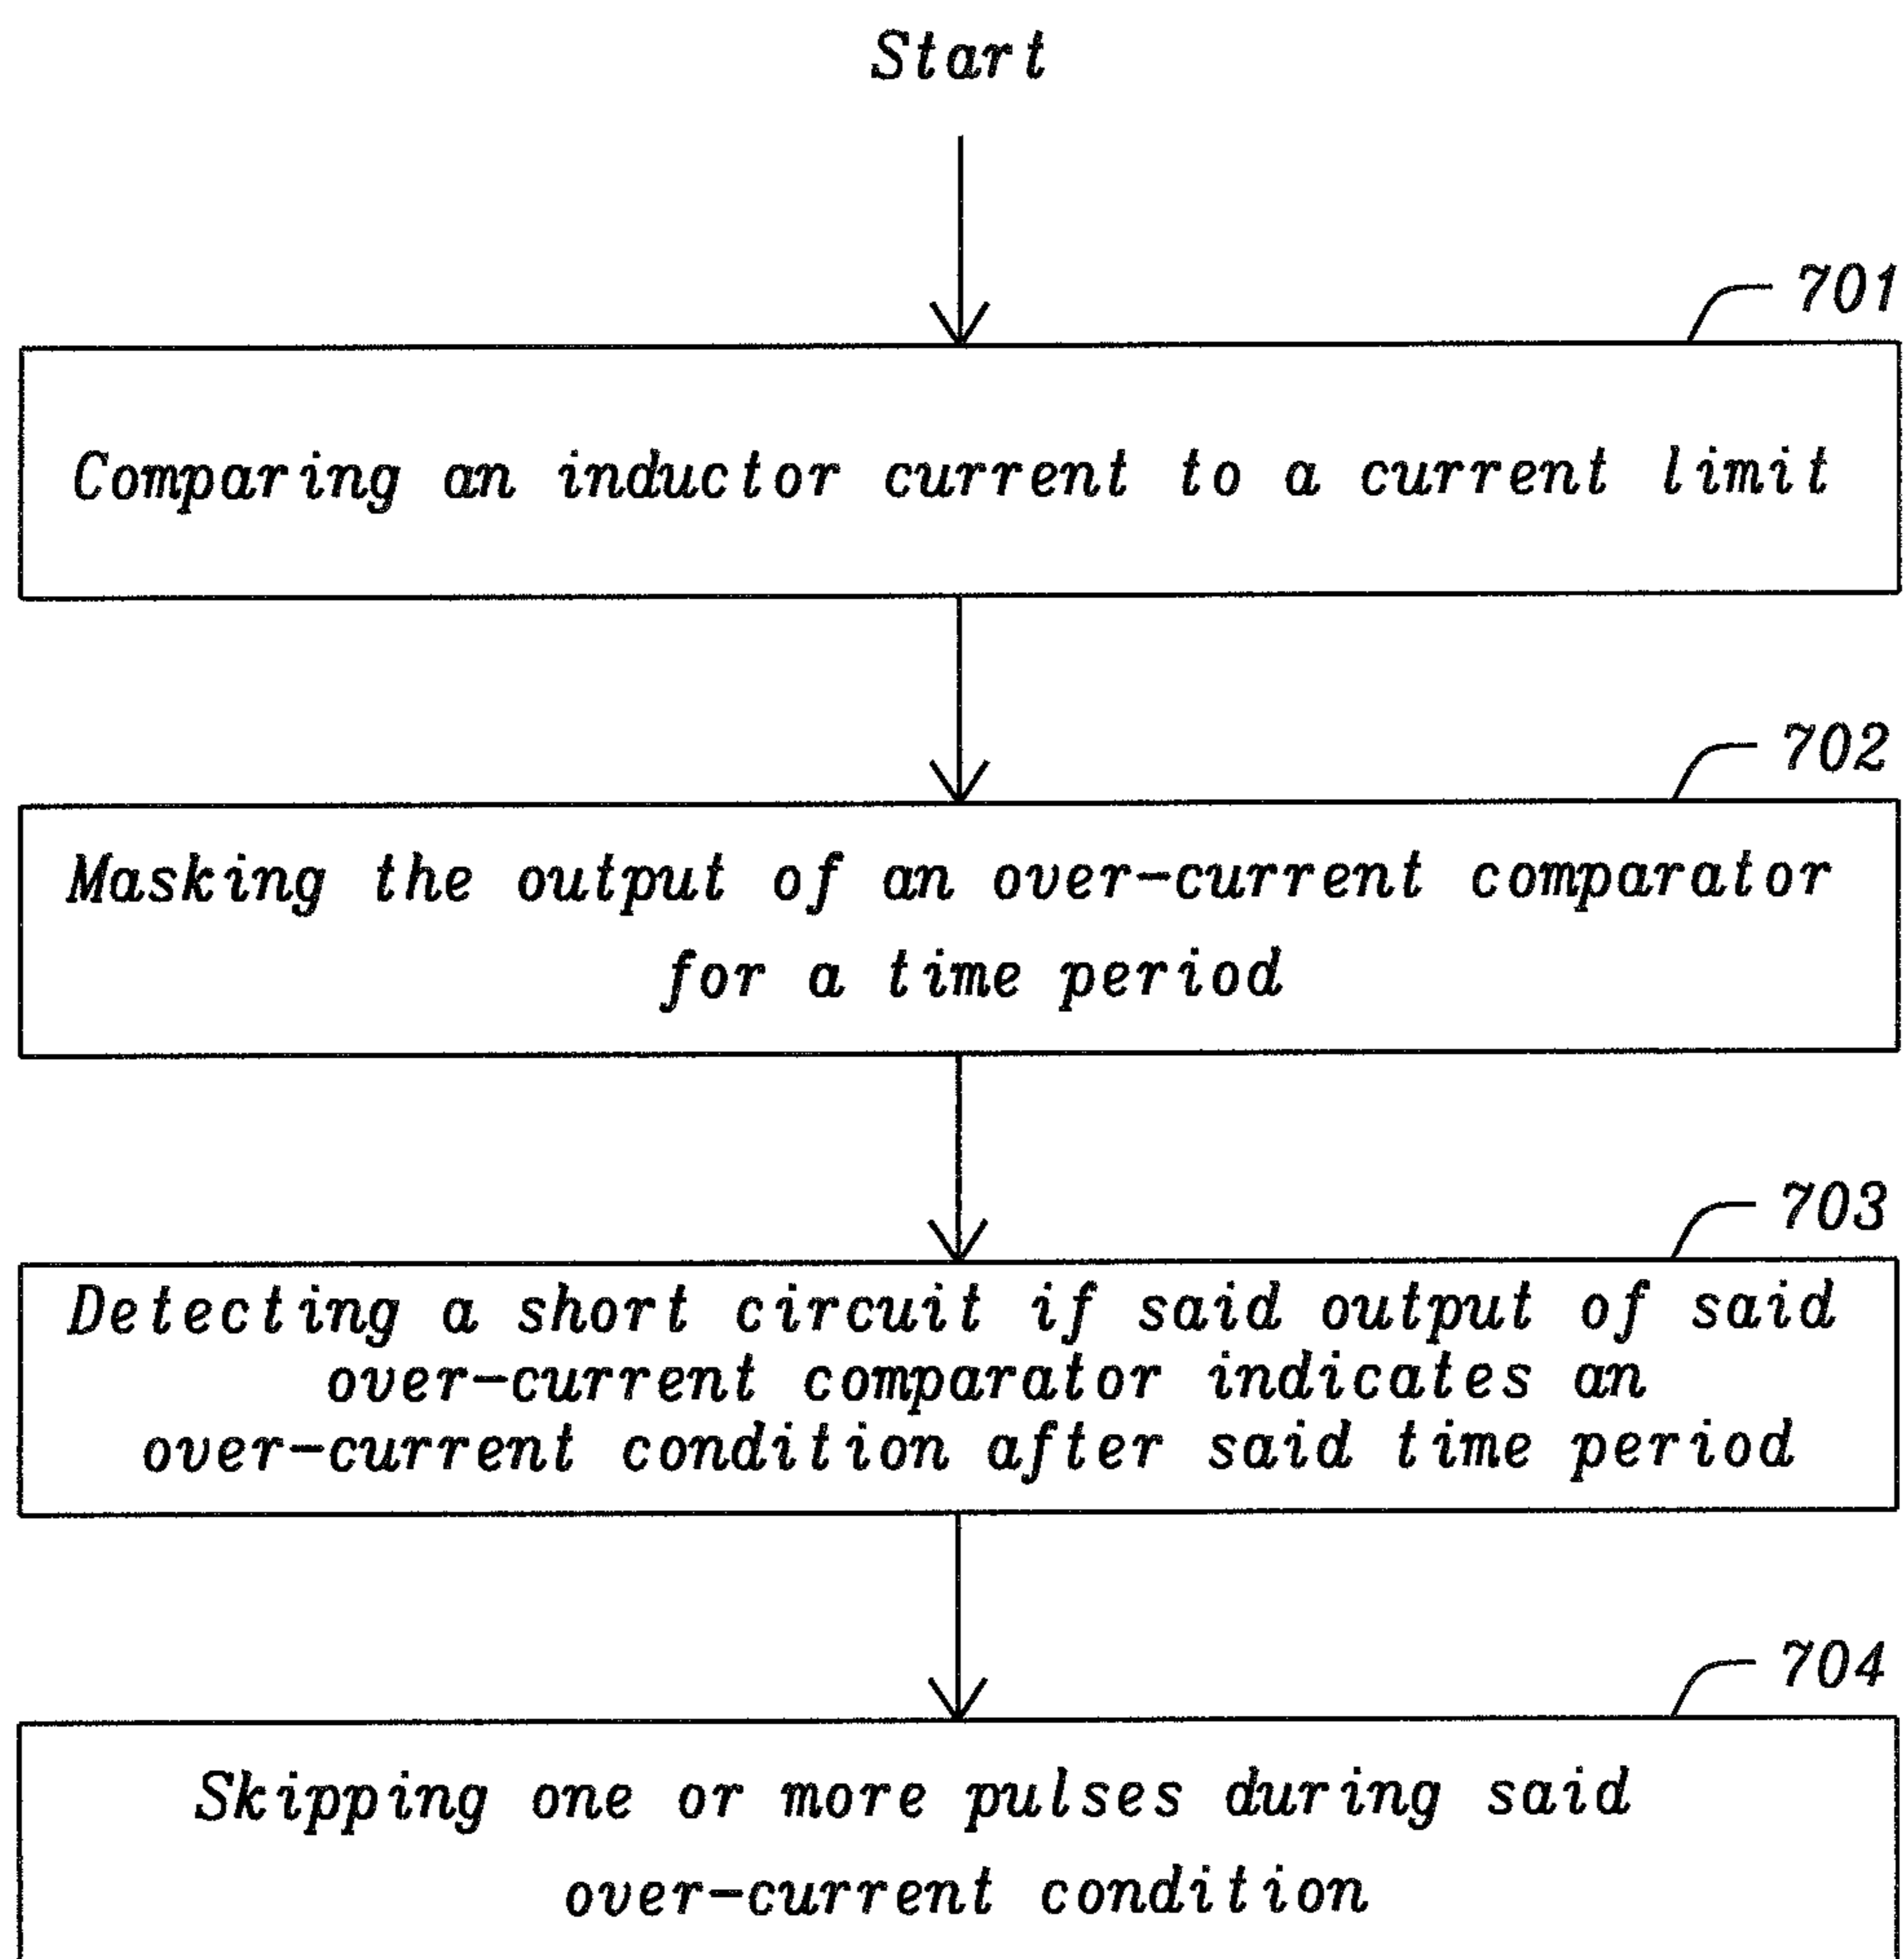 Start
701
Comparing an inductor current to a current limit
702
Masking the output of an over-current comparator
for a time period
703
Detecting a short circuit if said output of said
over-current comparator indicates an
over-current condition after said time period
704
Skipping one or more pulses during said
over-current condition